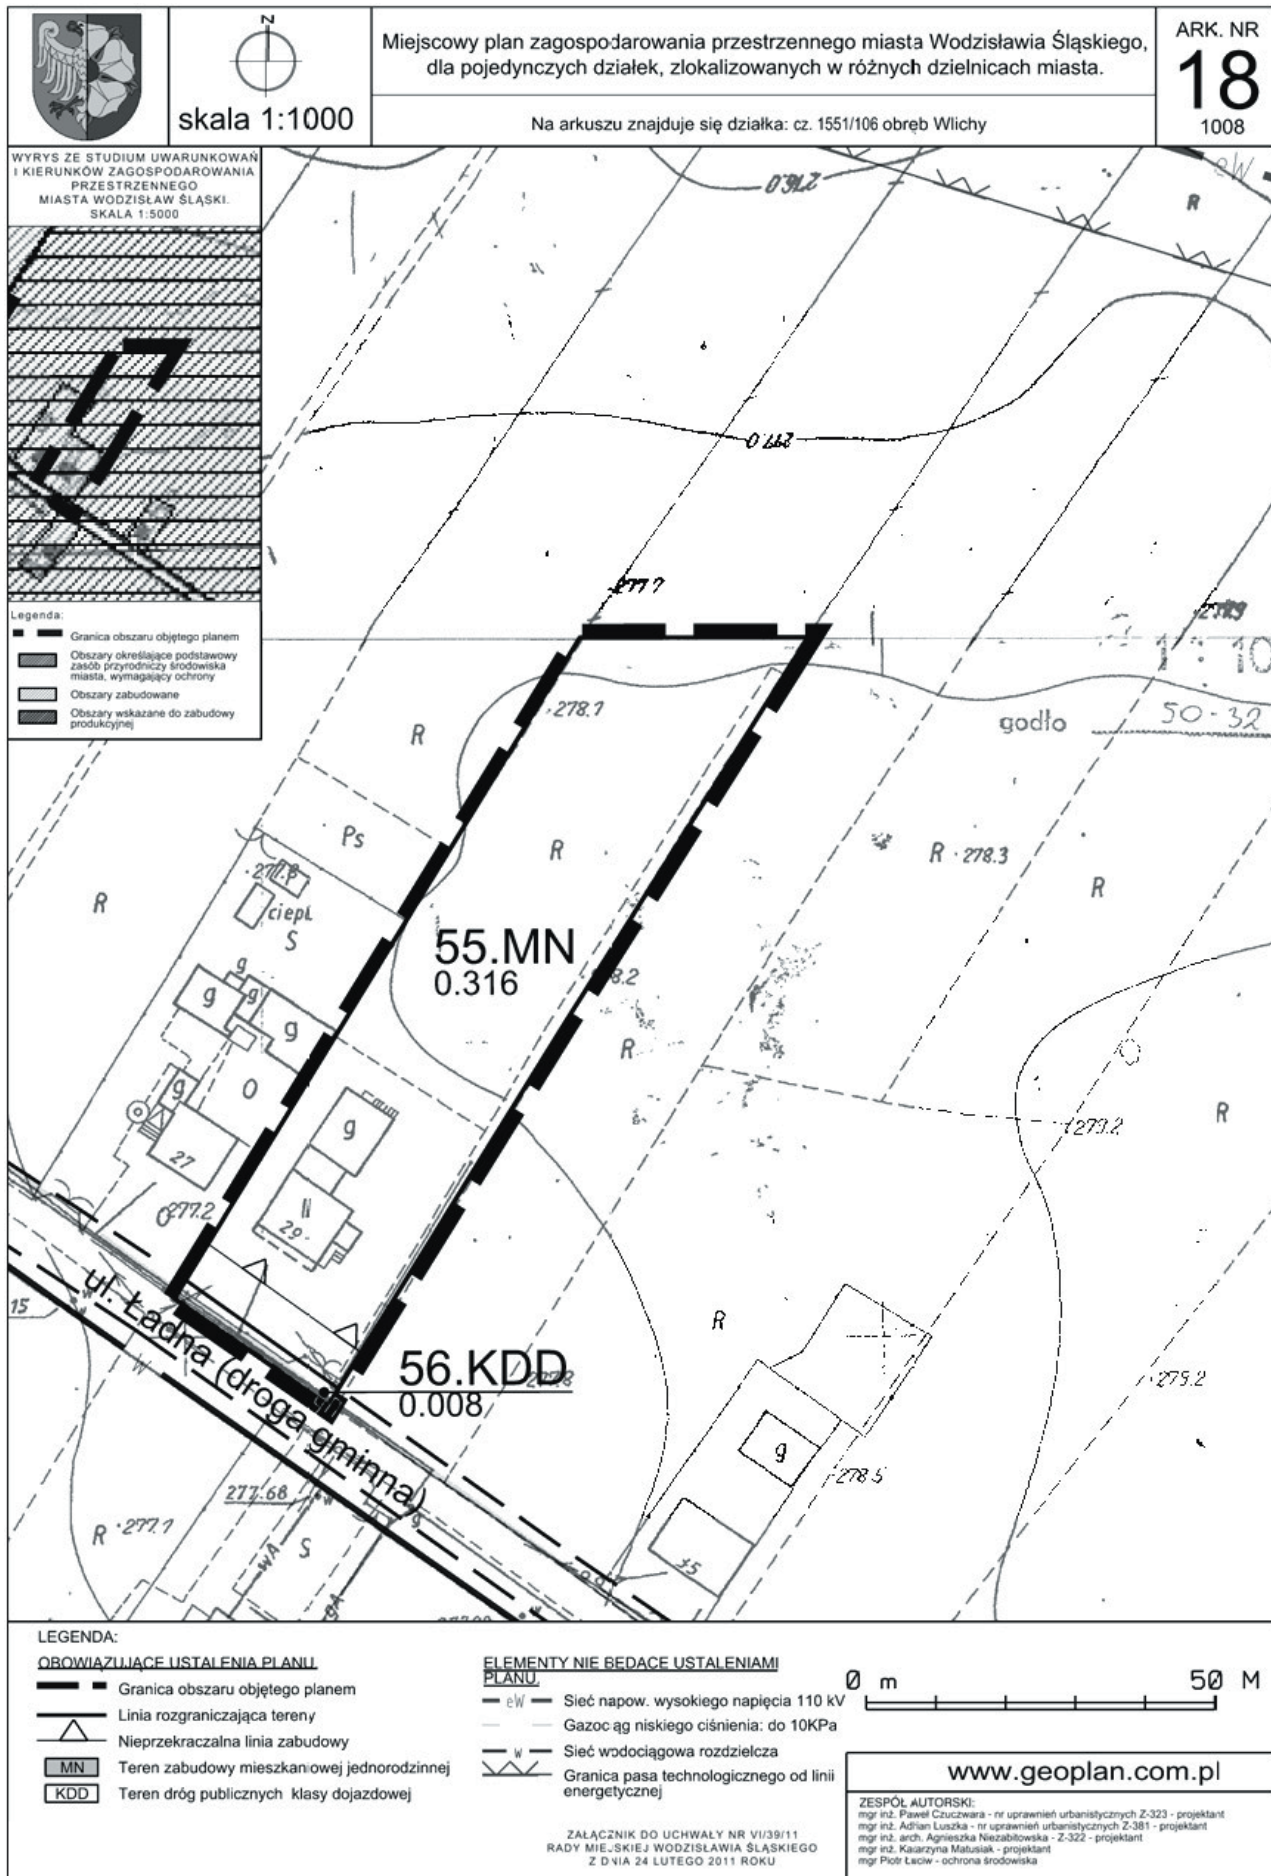 N
skala 1:1000
Miejscowy plan zagospodarowania przestrzennego miasta Wodzisławia Śląskiego,
dla pojedynczych działek, zlokalizowanych w różnych dzielnicach miasta.
Na arkuszu znajduje się działka: cz. 1551/106 obręb Wlichy
ARK. NR
18
1008
WYRYS ZE STUDIUM UWARUNKOWAŃ
I KIERUNKÓW ZAGOSPODAROWANIA
PRZESTRZENNEGO
MIASTA WODZISŁAW ŚLĄSKI.
SKALA 1:5000
Legenda:
Granica obszaru objętego planem
Obszary określające podstawowy
zasób przyrodniczy środowiska
miasta, wymagający ochrony
Obszary zabudowane
Obszary wskazane do zabudowy
produkcyjnej
276.0
eW
R
277.0
277.7
1:10
godło 50-32
278.1
R
Ps
R
R · 278.3
R
R
277.8
ciepl.
S
55.MN
0.316
g
g
g
g
R
g
O
g
279.2
R
27
29
277.2
R
ul. Ładna (droga gminna)
15
w
W
56.KDD
0.008
277.8
279.2
g
278.5
277.68
w
R · 277.7
S
wA
gA
g
35
w
LEGENDA:
OBOWIĄZUJĄCE USTALENIA PLANU
Granica obszaru objętego planem
Linia rozgraniczająca tereny
Nieprzekraczalna linia zabudowy
MN Teren zabudowy mieszkaniowej jednorodzinnej
KDD Teren dróg publicznych klasy dojazdowej
ELEMENTY NIE BĘDĄCE USTALENIAMI
PLANU.
eW Sieć napow. wysokiego napięcia 110 kV
Gazociąg niskiego ciśnienia: do 10KPa
w Sieć wodociągowa rozdzielcza
Granica pasa technologicznego od linii
energetycznej
0 m 50 M
www.geoplan.com.pl
ZESPÓŁ AUTORSKI:
mgr inż. Paweł Czuczwara - nr uprawnień urbanistycznych Z-323 - projektant
mgr inż. Adrian Luszka - nr uprawnień urbanistycznych Z-381 - projektant
mgr inż. arch. Agnieszka Niezabitowska - Z-322 - projektant
mgr inż. Katarzyna Matusiak - projektant
mgr Piotr Łaciw - ochrona środowiska
ZAŁĄCZNIK DO UCHWAŁY NR VI/39/11
RADY MIEJSKIEJ WODZISŁAWIA ŚLĄSKIEGO
Z DNIA 24 LUTEGO 2011 ROKU